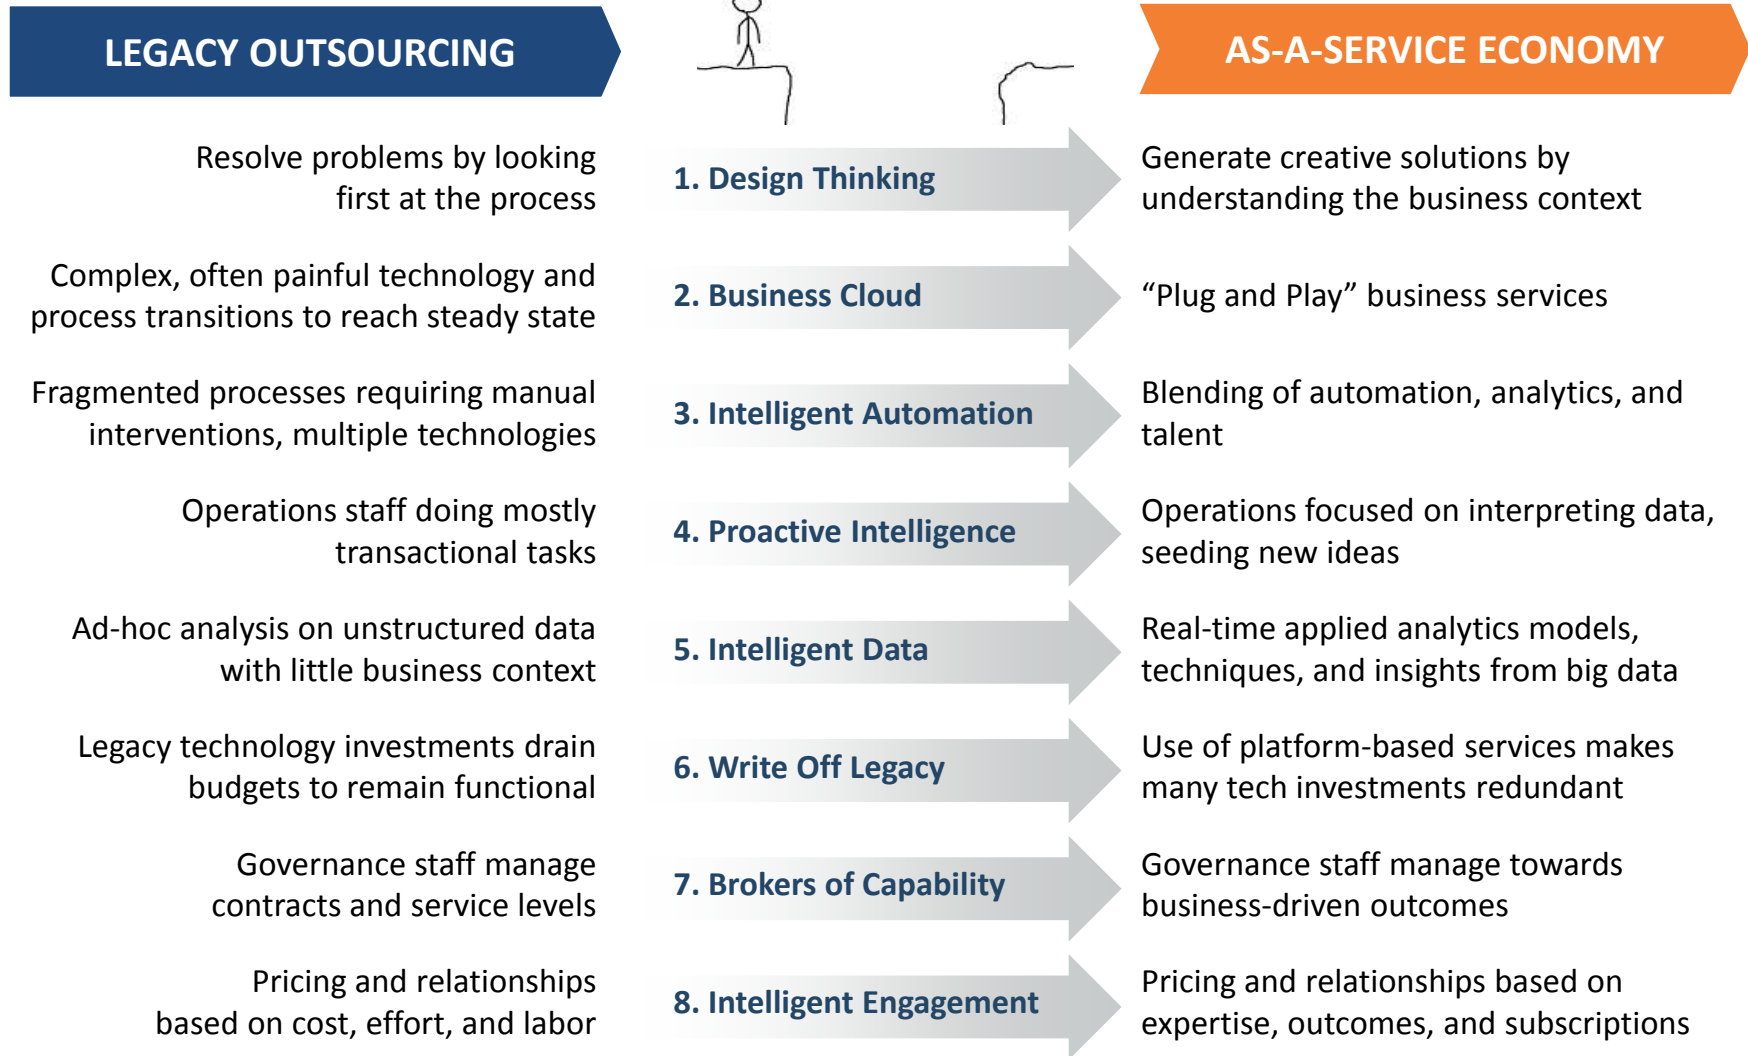 LEGACY OUTSOURCING
AS-A-SERVICE ECONOMY
Resolve problems by looking
first at the process
1. Design Thinking
Generate creative solutions by
understanding the business context
Complex, often painful technology and
process transitions to reach steady state
2. Business Cloud
“Plug and Play” business services
Fragmented processes requiring manual
interventions, multiple technologies
3. Intelligent Automation
Blending of automation, analytics, and
talent
Operations staff doing mostly
transactional tasks
4. Proactive Intelligence
Operations focused on interpreting data,
seeding new ideas
Ad-hoc analysis on unstructured data
with little business context
5. Intelligent Data
Real-time applied analytics models,
techniques, and insights from big data
Legacy technology investments drain
budgets to remain functional
6. Write Off Legacy
Use of platform-based services makes
many tech investments redundant
Governance staff manage
contracts and service levels
7. Brokers of Capability
Governance staff manage towards
business-driven outcomes
Pricing and relationships
based on cost, effort, and labor
8. Intelligent Engagement
Pricing and relationships based on
expertise, outcomes, and subscriptions